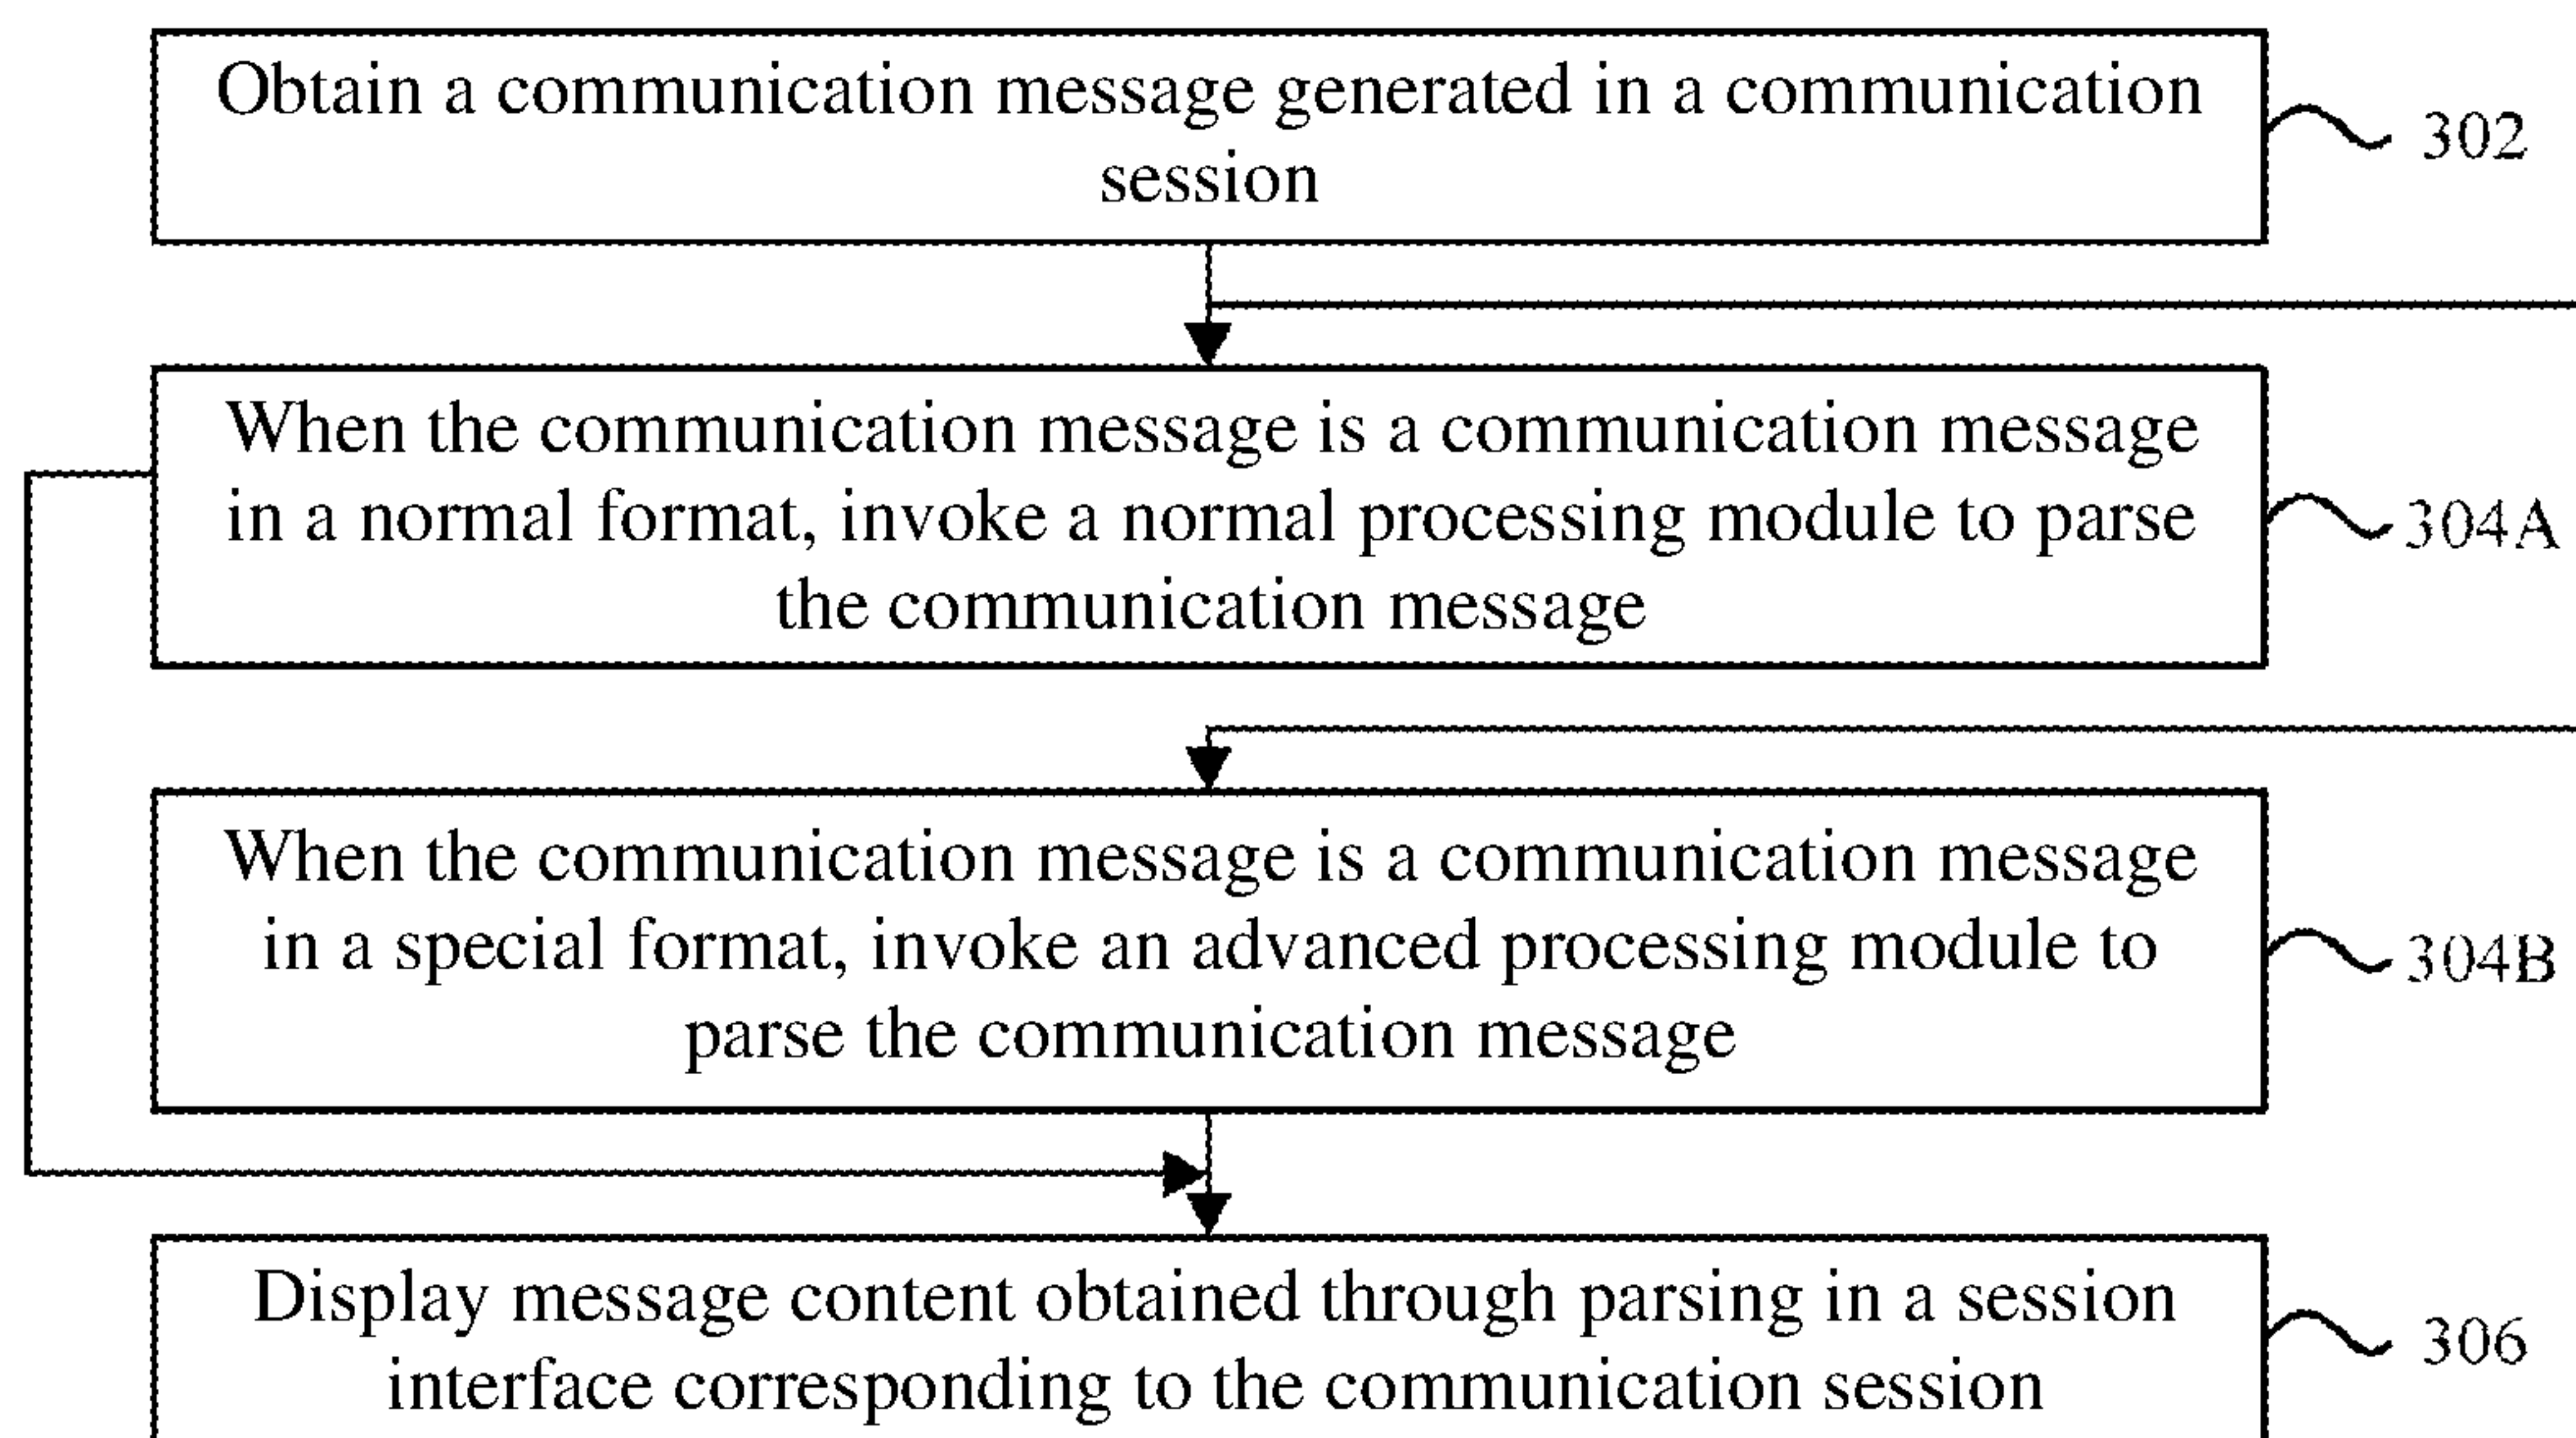 Obtain a communication message generated in a communication
session
302
When the communication message is a communication message
in a normal format, invoke a normal processing module to parse
the communication message
304A
When the communication message is a communication message
in a special format, invoke an advanced processing module to
parse the communication message
304B
Display message content obtained through parsing in a session
interface corresponding to the communication session
306